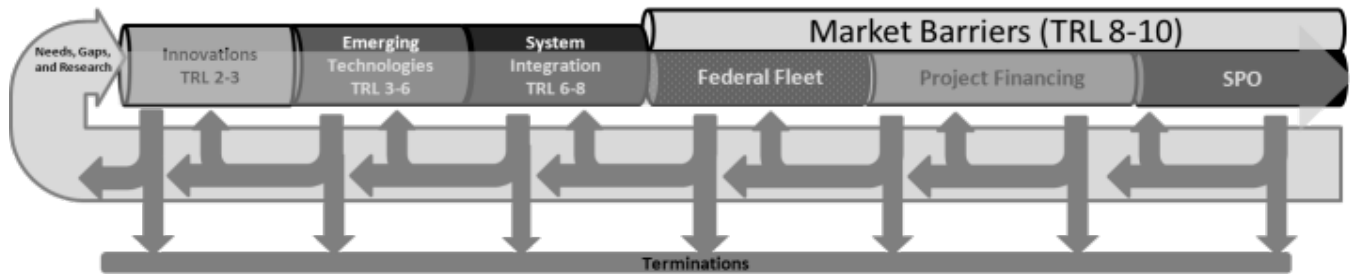 Needs, Gaps,
and Research
Innovations
TRL 2-3
Emerging
Technologies
TRL 3-6
System
Integration
TRL 6-8
Market Barriers (TRL 8-10)
Federal Fleet
Project Financing
SPO
Terminations